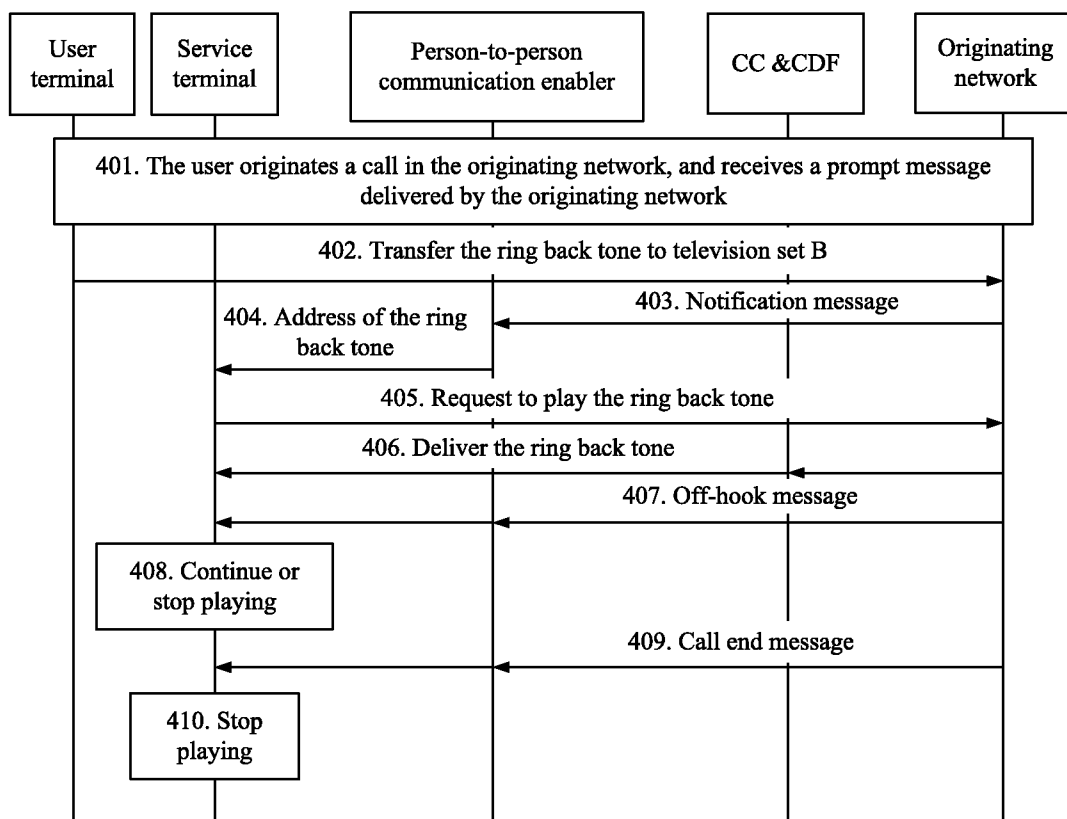 User
terminal
Service
terminal
Person-to-person
communication enabler
CC &CDF
Originating
network
401. The user originates a call in the originating network, and receives a prompt message
delivered by the originating network
402. Transfer the ring back tone to television set B
403. Notification message
404. Address of the ring
back tone
405. Request to play the ring back tone
406. Deliver the ring back tone
407. Off-hook message
408. Continue or
stop playing
409. Call end message
410. Stop
playing